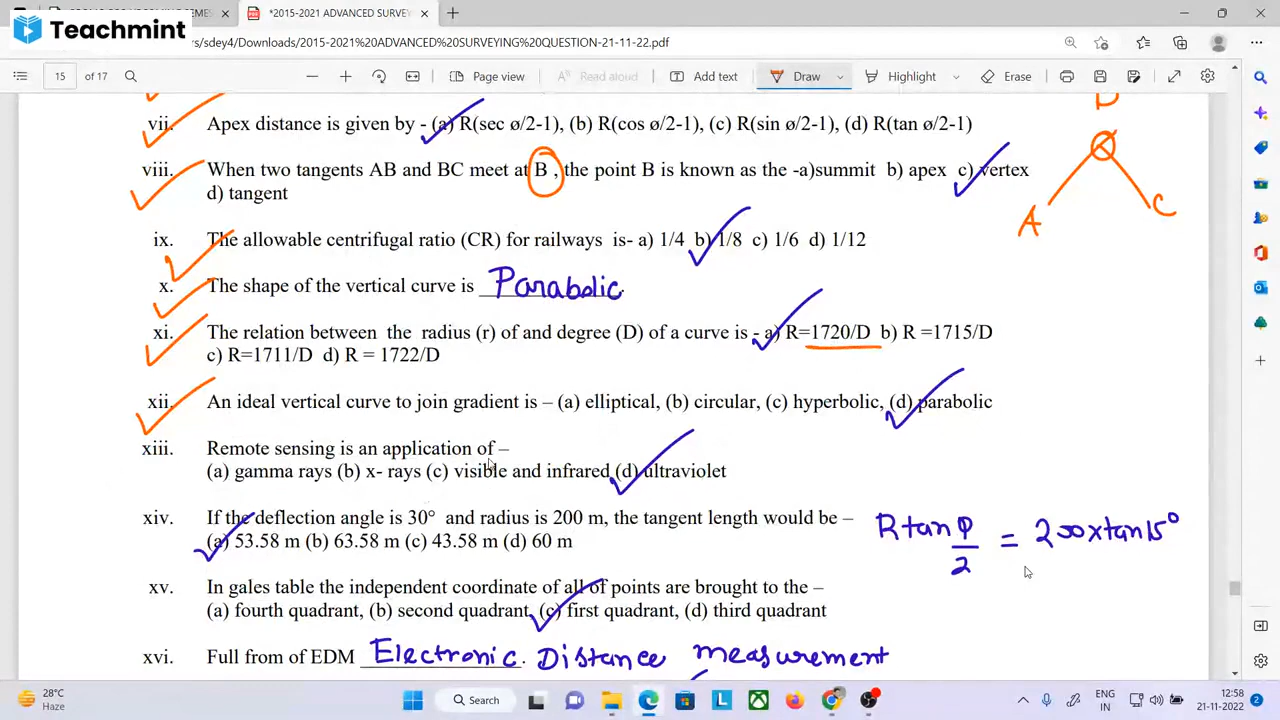 *2015-2021 ADVANCED SURVEY
Teachmint
rs/sdey4/Downloads/2015-2021%20ADVANCED%20SURVEYING%20QUESTION-21-11-22.pdf
15 of 17
Page view
Read aloud
Add text
Draw
Highlight
Erase
vii. Apex distance is given by - (a) R(sec ø/2-1), (b) R(cos ø/2-1), (c) R(sin ø/2-1), (d) R(tan ø/2-1)
viii. When two tangents AB and BC meet at B , the point B is known as the -a)summit b) apex c) vertex
d) tangent
A
C
ix. The allowable centrifugal ratio (CR) for railways is- a) 1/4 b) 1/8 c) 1/6 d) 1/12
x. The shape of the vertical curve is Parabolic.
xi. The relation between the radius (r) of and degree (D) of a curve is - a) R=1720/D b) R =1715/D
c) R=1711/D d) R = 1722/D
xii. An ideal vertical curve to join gradient is – (a) elliptical, (b) circular, (c) hyperbolic, (d) parabolic
xiii. Remote sensing is an application of –
(a) gamma rays (b) x- rays (c) visible and infrared (d) ultraviolet
xiv. If the deflection angle is 30° and radius is 200 m, the tangent length would be –
(a) 53.58 m (b) 63.58 m (c) 43.58 m (d) 60 m
R tan φ/2 = 200 x tan 15°
xv. In gales table the independent coordinate of all of points are brought to the –
(a) fourth quadrant, (b) second quadrant, (c) first quadrant, (d) third quadrant
xvi. Full from of EDM Electronic. Distance measurement
28°C
Haze
Search
ENG
IN
12:58
21-11-2022
2